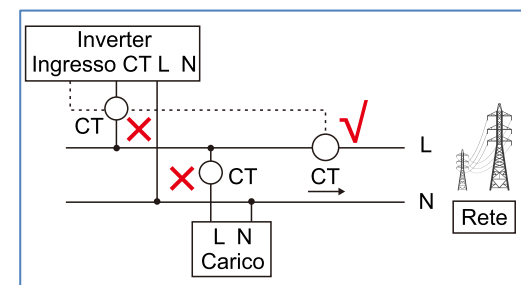 Inverter
Ingresso CT L N
CT
CT
CT
L
N
L N
Carico
Rete